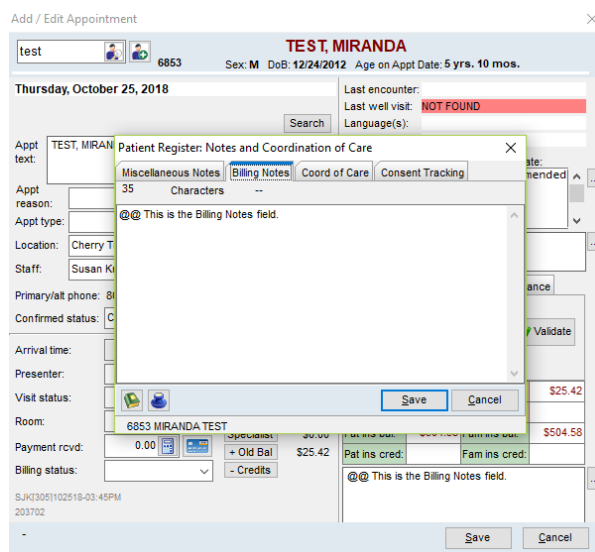 Add / Edit Appointment
test
6853
TEST, MIRANDA
Sex: M DoB: 12/24/2012 Age on Appt Date: 5 yrs. 10 mos.
Thursday, October 25, 2018
Search
Last encounter:
Last well visit: NOT FOUND
Language(s):
Appt text:
TEST, MIRAN
Appt reason:
Appt type:
Location: Cherry T
Staff: Susan K
Primary/alt phone:
Confirmed status: C
Arrival time:
Presenter:
Visit status:
Room:
Payment rcvd: 0.00
Billing status:
SJK[305]102518-03:45PM
203702
Patient Register: Notes and Coordination of Care
Miscellaneous Notes Billing Notes Coord of Care Consent Tracking
35 Characters --
@@ This is the Billing Notes field.
Save Cancel
6853 MIRANDA TEST
ate:
mended
ance
Validate
$25.42
Specialist $0.00
Pat ins bal: Fam ins bal: $504.58
+ Old Bal $25.42
Pat ins cred: Fam ins cred:
- Credits
@@ This is the Billing Notes field.
-
Save Cancel